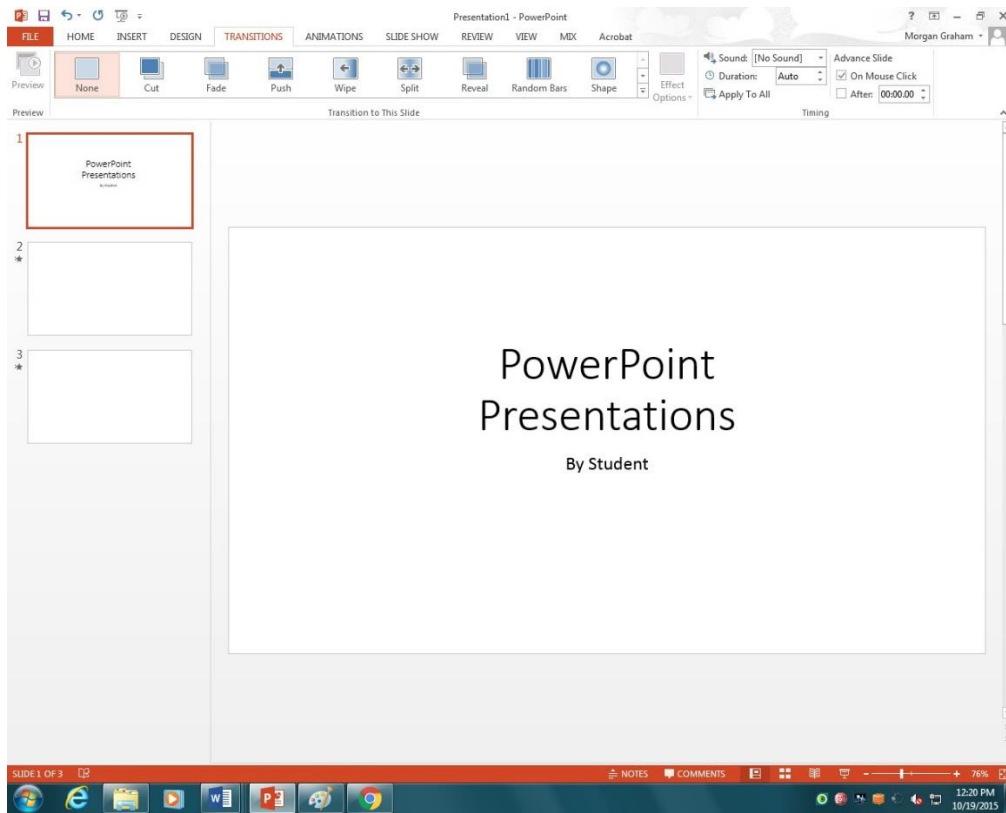 Presentation1 - PowerPoint
?
FILE HOME INSERT DESIGN TRANSITIONS ANIMATIONS SLIDE SHOW REVIEW VIEW MIX Acrobat Morgan Graham
Preview None Cut Fade Push Wipe Split Reveal Random Bars Shape Effect Options
Sound: [No Sound] Advance Slide
Duration: Auto On Mouse Click
Apply To All After: 00:00.00
Preview Transition to This Slide Timing
1
PowerPoint
Presentations
By Student
2
3
PowerPoint
Presentations
By Student
SLIDE 1 OF 3 NOTES COMMENTS 76%
12:20 PM
10/19/2015